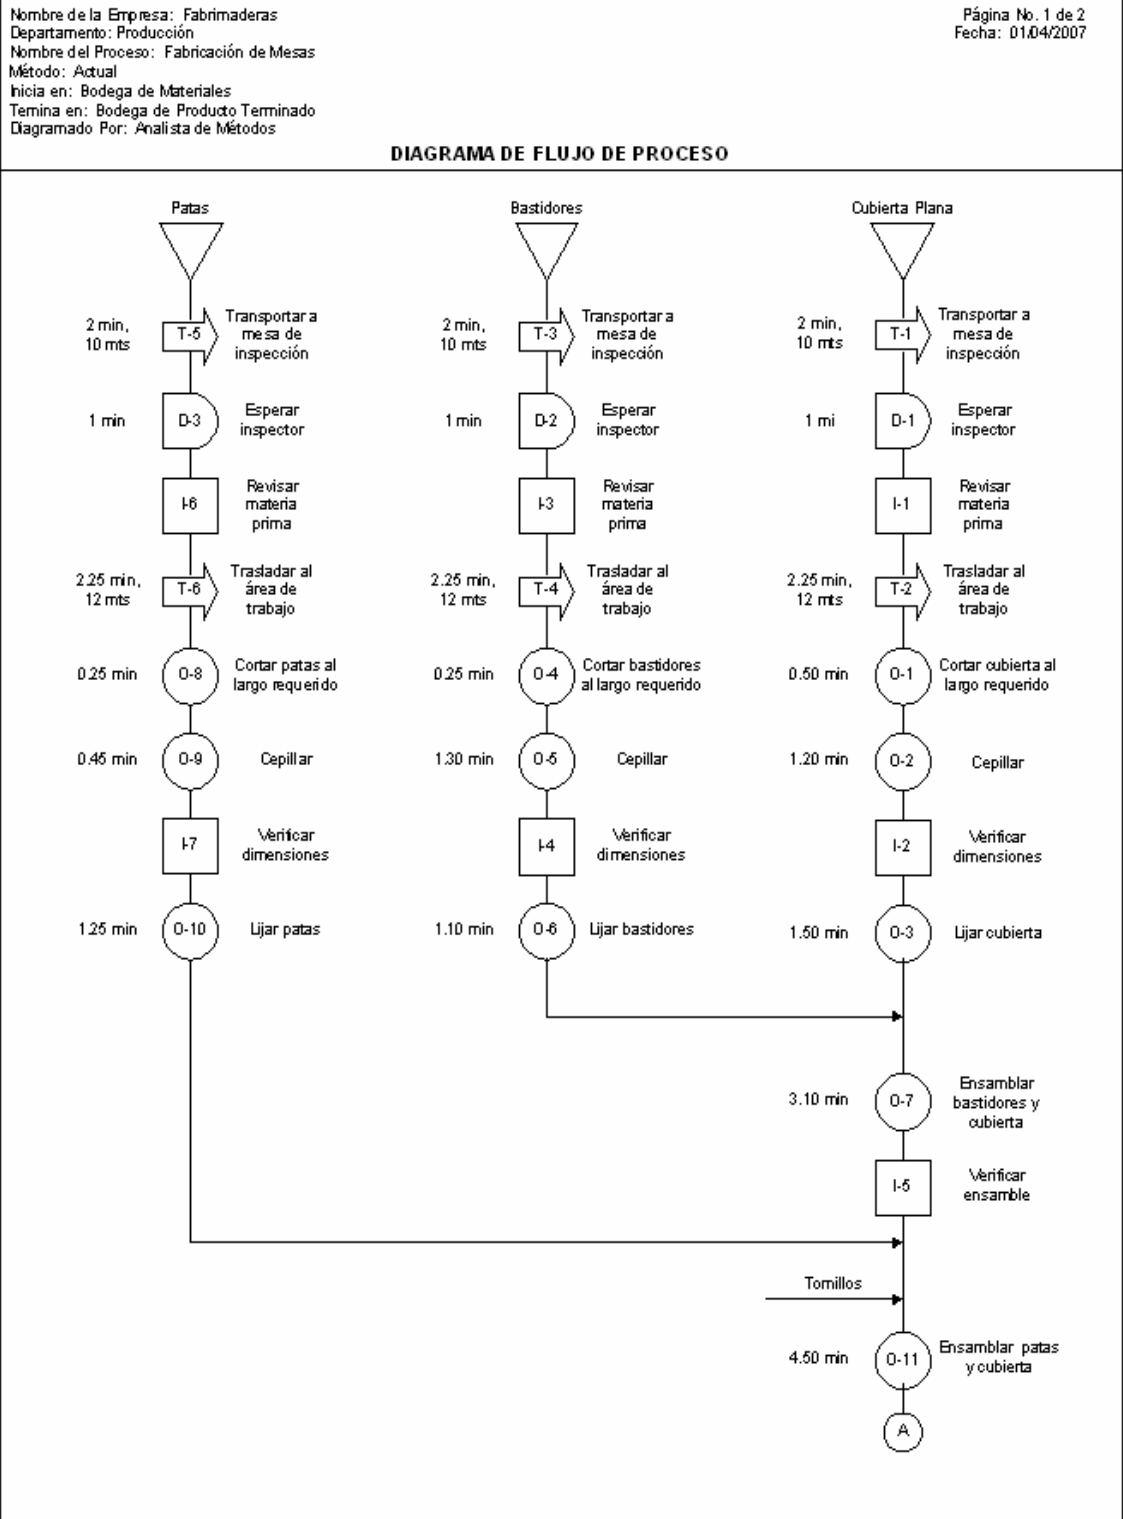 Nombre de la Empresa: Fabrimaderas
Departamento: Producción
Nombre del Proceso: Fabricación de Mesas
Método: Actual
Inicia en: Bodega de Materiales
Temina en: Bodega de Producto Terminado
Diagramado Por: Analista de Métodos
Página No. 1 de 2
Fecha: 01/04/2007
DIAGRAMA DE FLUJO DE PROCESO
Patas
2 min,
10 mts
T-5
Transportar a
mesa de
inspección
1 min
D-3
Esperar
inspector
I-6
Revisar
materia
prima
2.25 min,
12 mts
T-6
Trasladar al
área de
trabajo
0.25 min
O-8
Cortar patas al
largo requerido
0.45 min
O-9
Cepillar
I-7
Verificar
dimensiones
1.25 min
O-10
Lijar patas
Bastidores
2 min,
10 mts
T-3
Transportar a
mesa de
inspección
1 min
D-2
Esperar
inspector
I-3
Revisar
materia
prima
2.25 min,
12 mts
T-4
Trasladar al
área de
trabajo
0.25 min
O-4
Cortar bastidores
al largo requerido
1.30 min
O-5
Cepillar
I-4
Verificar
dimensiones
1.10 min
O-6
Lijar bastidores
Cubierta Plana
2 min,
10 mts
T-1
Transportar a
mesa de
inspección
1 mi
D-1
Esperar
inspector
I-1
Revisar
materia
prima
2.25 min,
12 mts
T-2
Trasladar al
área de
trabajo
0.50 min
O-1
Cortar cubierta al
largo requerido
1.20 min
O-2
Cepillar
I-2
Verificar
dimensiones
1.50 min
O-3
Lijar cubierta
3.10 min
O-7
Ensamblar
bastidores y
cubierta
I-5
Verificar
ensamble
Tornillos
4.50 min
O-11
Ensamblar patas
y cubierta
A